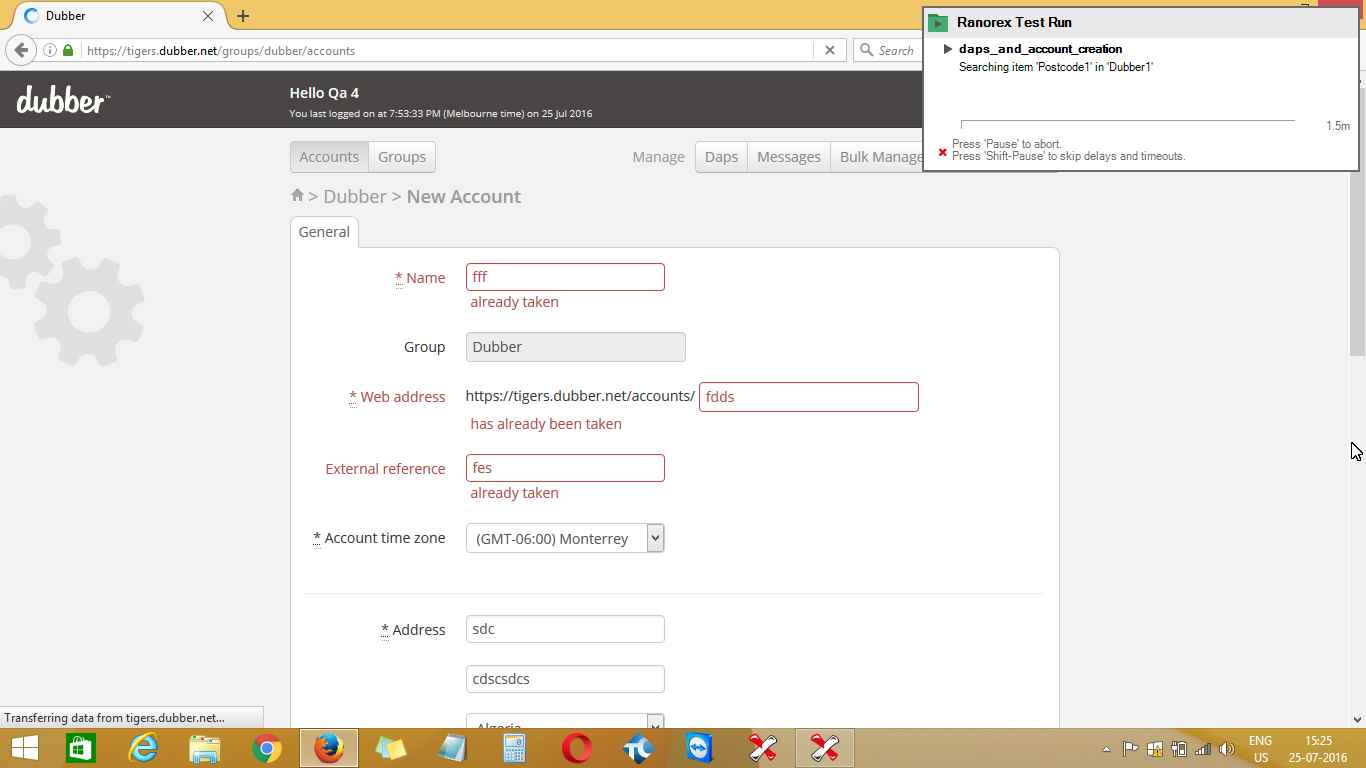 Dubber
Ranorex Test Run
daps_and_account_creation
Searching item 'Postcode1' in 'Dubber1'
1.5m
Press 'Pause' to abort.
Press 'Shift-Pause' to skip delays and timeouts.
https://tigers.dubber.net/groups/dubber/accounts
Search
dubber™
Hello Qa 4
You last logged on at 7:53:33 PM (Melbourne time) on 25 Jul 2016
Accounts Groups Manage Daps Messages Bulk Manage
> Dubber > New Account
General
* Name fff
already taken
Group Dubber
* Web address https://tigers.dubber.net/accounts/ fdds
has already been taken
External reference fes
already taken
* Account time zone (GMT-06:00) Monterrey
* Address sdc
cdscsdcs
Algeria
Transferring data from tigers.dubber.net...
ENG 15:25
US 25-07-2016